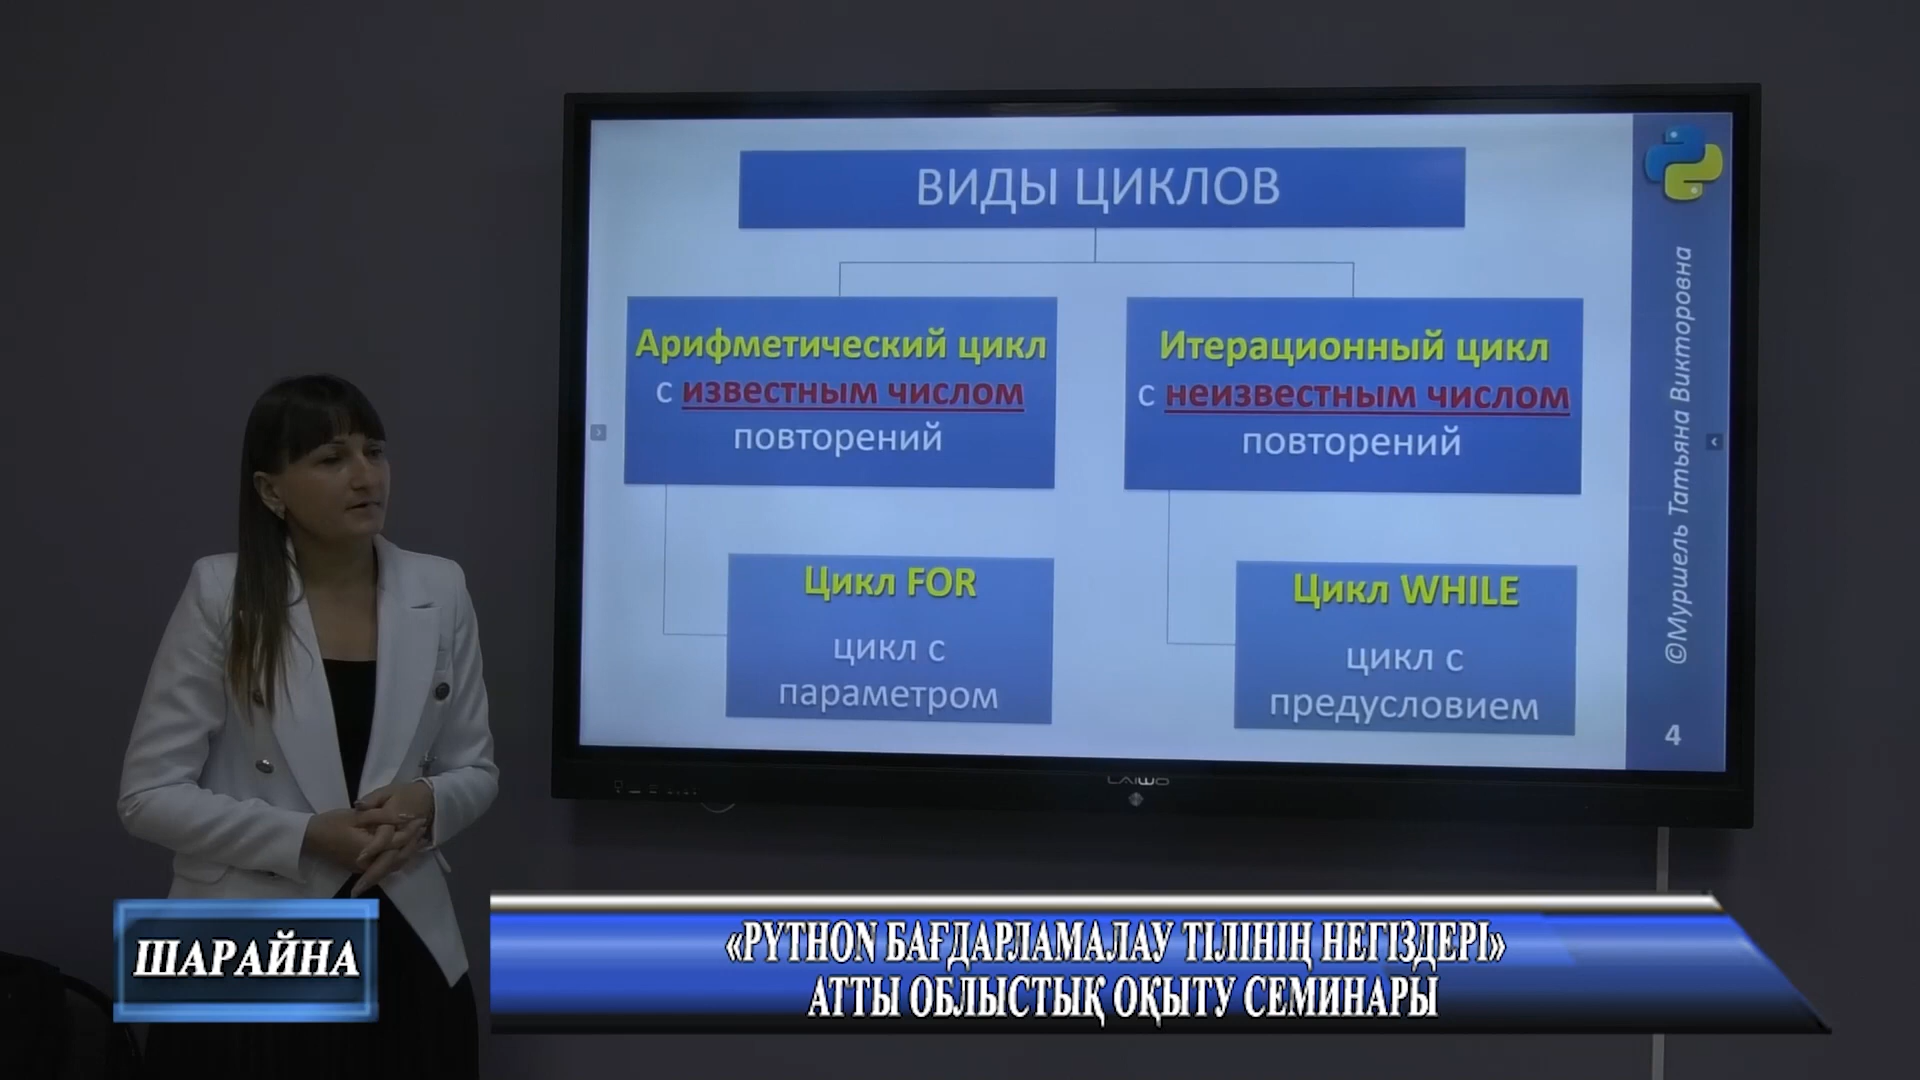 ВИДЫ ЦИКЛОВ
Арифметический цикл
с известным числом
повторений
Итерационный цикл
с неизвестным числом
повторений
Цикл FOR
цикл с
параметром
Цикл WHILE
цикл с
предусловием
©Муршель Татьяна Викторовна
4
LAIWO
ШАРАЙНА
«PYTHON БАҒДАРЛАМАЛАУ ТІЛІНІҢ НЕГІЗДЕРІ»
АТТЫ ОБЛЫСТЫҚ ОҚЫТУ СЕМИНАРЫ